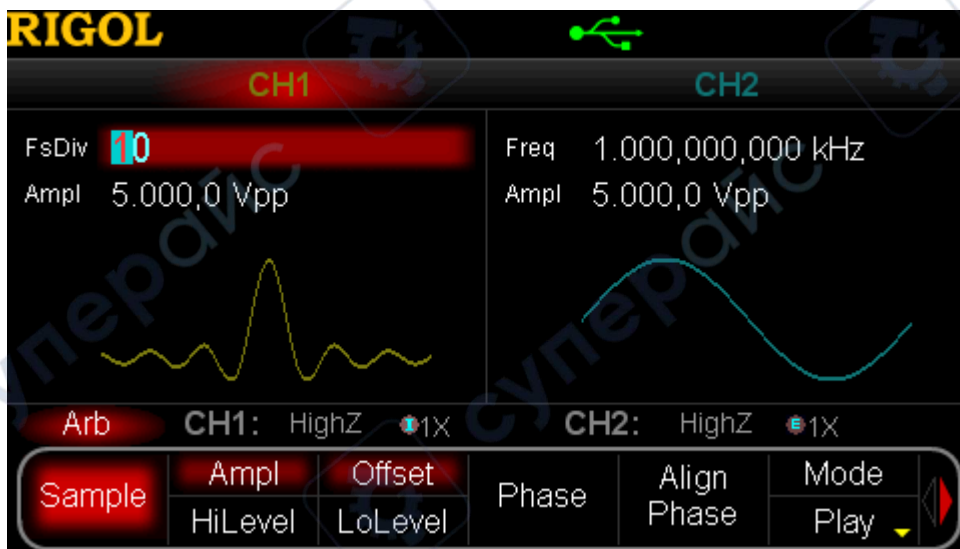 RIGOL
CH1 CH2
FsDiv 10
Ampl 5.000,0 Vpp
Freq 1.000,000,000 kHz
Ampl 5.000,0 Vpp
Arb CH1: HighZ I 1X CH2: HighZ E 1X
Sample
Ampl
HiLevel
Offset
LoLevel
Phase
Align
Phase
Mode
Play
суперайс
суперайс